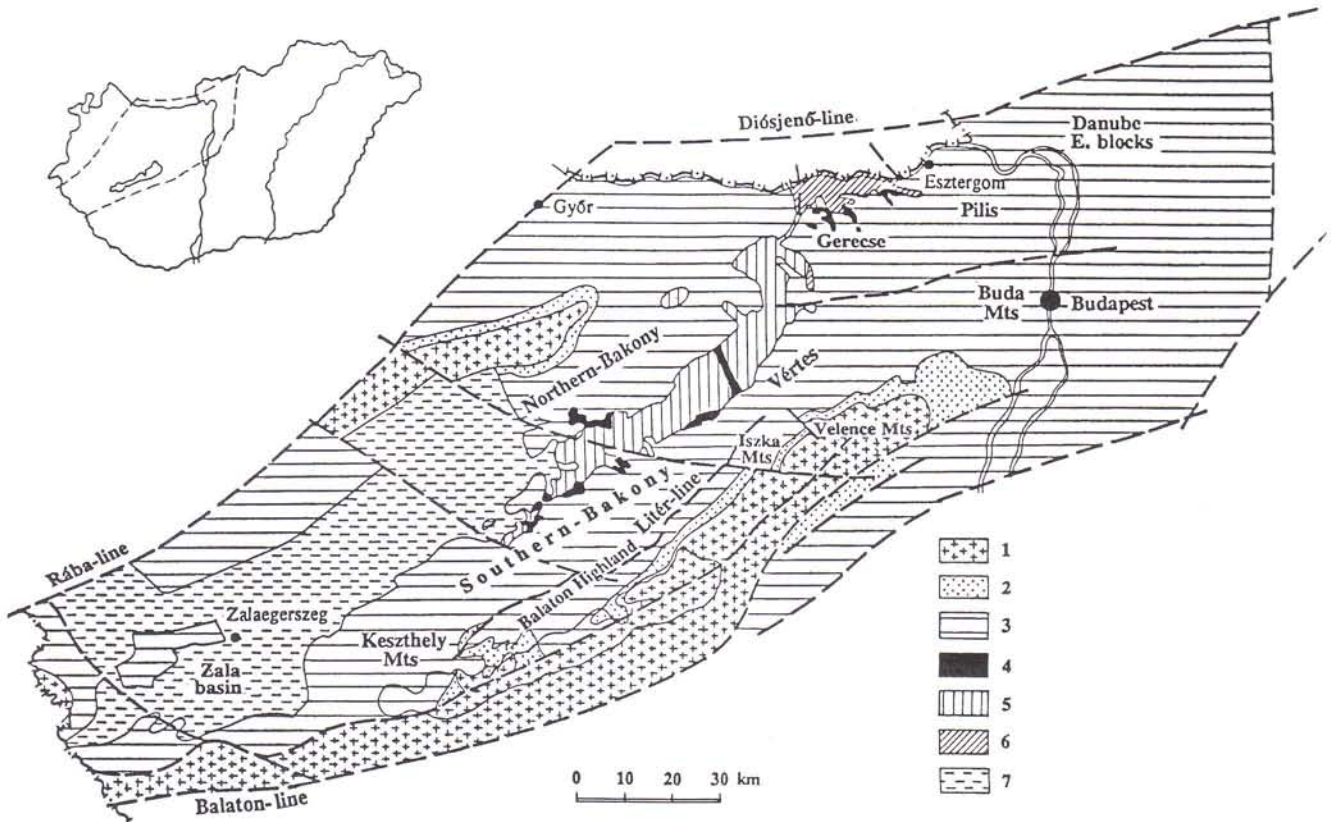 Diósjenő-line
Danube
E. blocks
Esztergom
Győr
Pilis
Gerecse
Buda
Mts
Budapest
Northern-Bakony
Vértes
Iszka
Mts
Velence Mts
Southern-Bakony
Litér-line
Balaton Highland
Rába-line
Zalaegerszeg
Keszthely
Mts
Zala
basin
Balaton-line
0 10 20 30 km
1
2
3
4
5
6
7